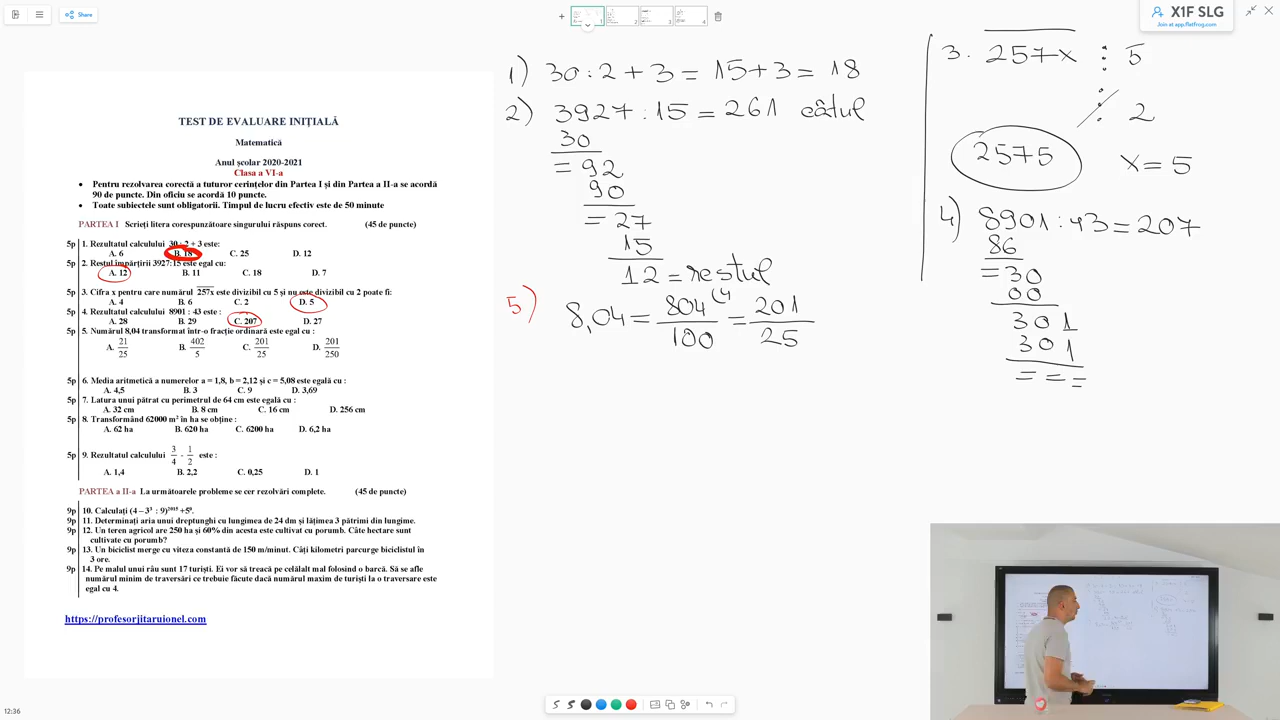 Share
+
1
2
3
4
X1F SLG
Join at app.flatfrog.com
TEST DE EVALUARE INIȚIALĂ
Matematică
Anul școlar 2020-2021
Clasa a VI-a
• Pentru rezolvarea corectă a tuturor cerințelor din Partea I și din Partea a II-a se acordă
90 de puncte. Din oficiu se acordă 10 puncte.
• Toate subiectele sunt obligatorii. Timpul de lucru efectiv este de 50 minute
PARTEA I Scrieți litera corespunzătoare singurului răspuns corect. (45 de puncte)
5p 1. Rezultatul calculului 30 : 2 + 3 este:
A. 6 B. 18 C. 25 D. 12
5p 2. Restul împărțirii 3927:15 este egal cu:
A. 12 B. 11 C. 18 D. 7
5p 3. Cifra x pentru care numărul 257x este divizibil cu 5 și nu este divizibil cu 2 poate fi:
A. 4 B. 6 C. 2 D. 5
5p 4. Rezultatul calculului 8901 : 43 este:
A. 28 B. 29 C. 207 D. 27
5p 5. Numărul 8,04 transformat într-o fracție ordinară este egal cu :
A. 21/25 B. 402/5 C. 201/25 D. 201/250
5p 6. Media aritmetică a numerelor a = 1,8, b = 2,12 și c = 5,08 este egală cu :
A. 4,5 B. 3 C. 9 D. 3,69
5p 7. Latura unui pătrat cu perimetrul de 64 cm este egală cu :
A. 32 cm B. 8 cm C. 16 cm D. 256 cm
5p 8. Transformând 62000 m² în ha se obține :
A. 62 ha B. 620 ha C. 6200 ha D. 6,2 ha
5p 9. Rezultatul calculului 3/4 - 1/2 este :
A. 1,4 B. 2,2 C. 0,25 D. 1
PARTEA a II-a La următoarele probleme se cer rezolvări complete. (45 de puncte)
9p 10. Calculați (4 – 3³ : 9)²⁰¹⁵ +5⁰.
9p 11. Determinați aria unui dreptunghi cu lungimea de 24 dm și lățimea 3 pătrimi din lungime.
9p 12. Un teren agricol are 250 ha și 60% din acesta este cultivat cu porumb. Câte hectare sunt
cultivate cu porumb?
9p 13. Un biciclist merge cu viteza constantă de 150 m/minut. Câți kilometri parcurge biciclistul în
3 ore.
9p 14. Pe malul unui râu sunt 17 turiști. Ei vor să treacă pe celălalt mal folosind o barcă. Să se afle
numărul minim de traversări ce trebuie făcute dacă numărul maxim de turiști la o traversare este
egal cu 4.
https://profesorjitaruionel.com
1) 30 : 2 + 3 = 15 + 3 = 18
2) 3927 : 15 = 261 câtul
30
= 92
90
= 27
15
12 = restul
5) 8,04 = 804/100 (4 = 201/25
3. 257x ⋮ 5
⋮ 2
2575 x = 5
4) 8901 : 43 = 207
86
= 30
00
301
301
= = =
12:36